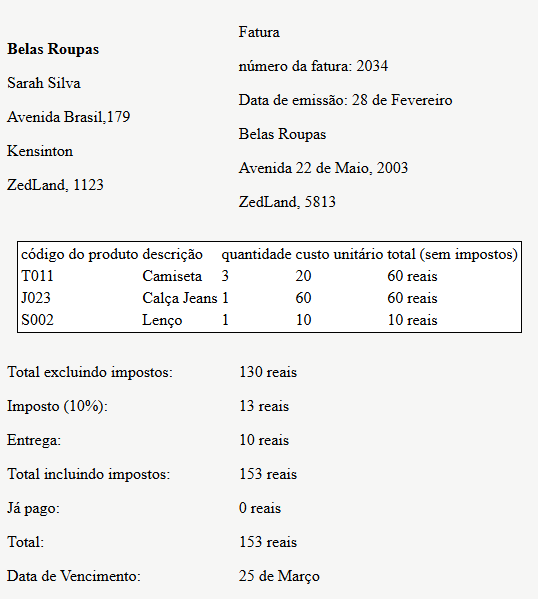 Belas Roupas
Sarah Silva
Avenida Brasil,179
Kensinton
ZedLand, 1123
Fatura
número da fatura: 2034
Data de emissão: 28 de Fevereiro
Belas Roupas
Avenida 22 de Maio, 2003
ZedLand, 5813
código do produto descrição quantidade custo unitário total (sem impostos)
T011 Camiseta 3 20 60 reais
J023 Calça Jeans 1 60 60 reais
S002 Lenço 1 10 10 reais
Total excluindo impostos: 130 reais
Imposto (10%): 13 reais
Entrega: 10 reais
Total incluindo impostos: 153 reais
Já pago: 0 reais
Total: 153 reais
Data de Vencimento: 25 de Março